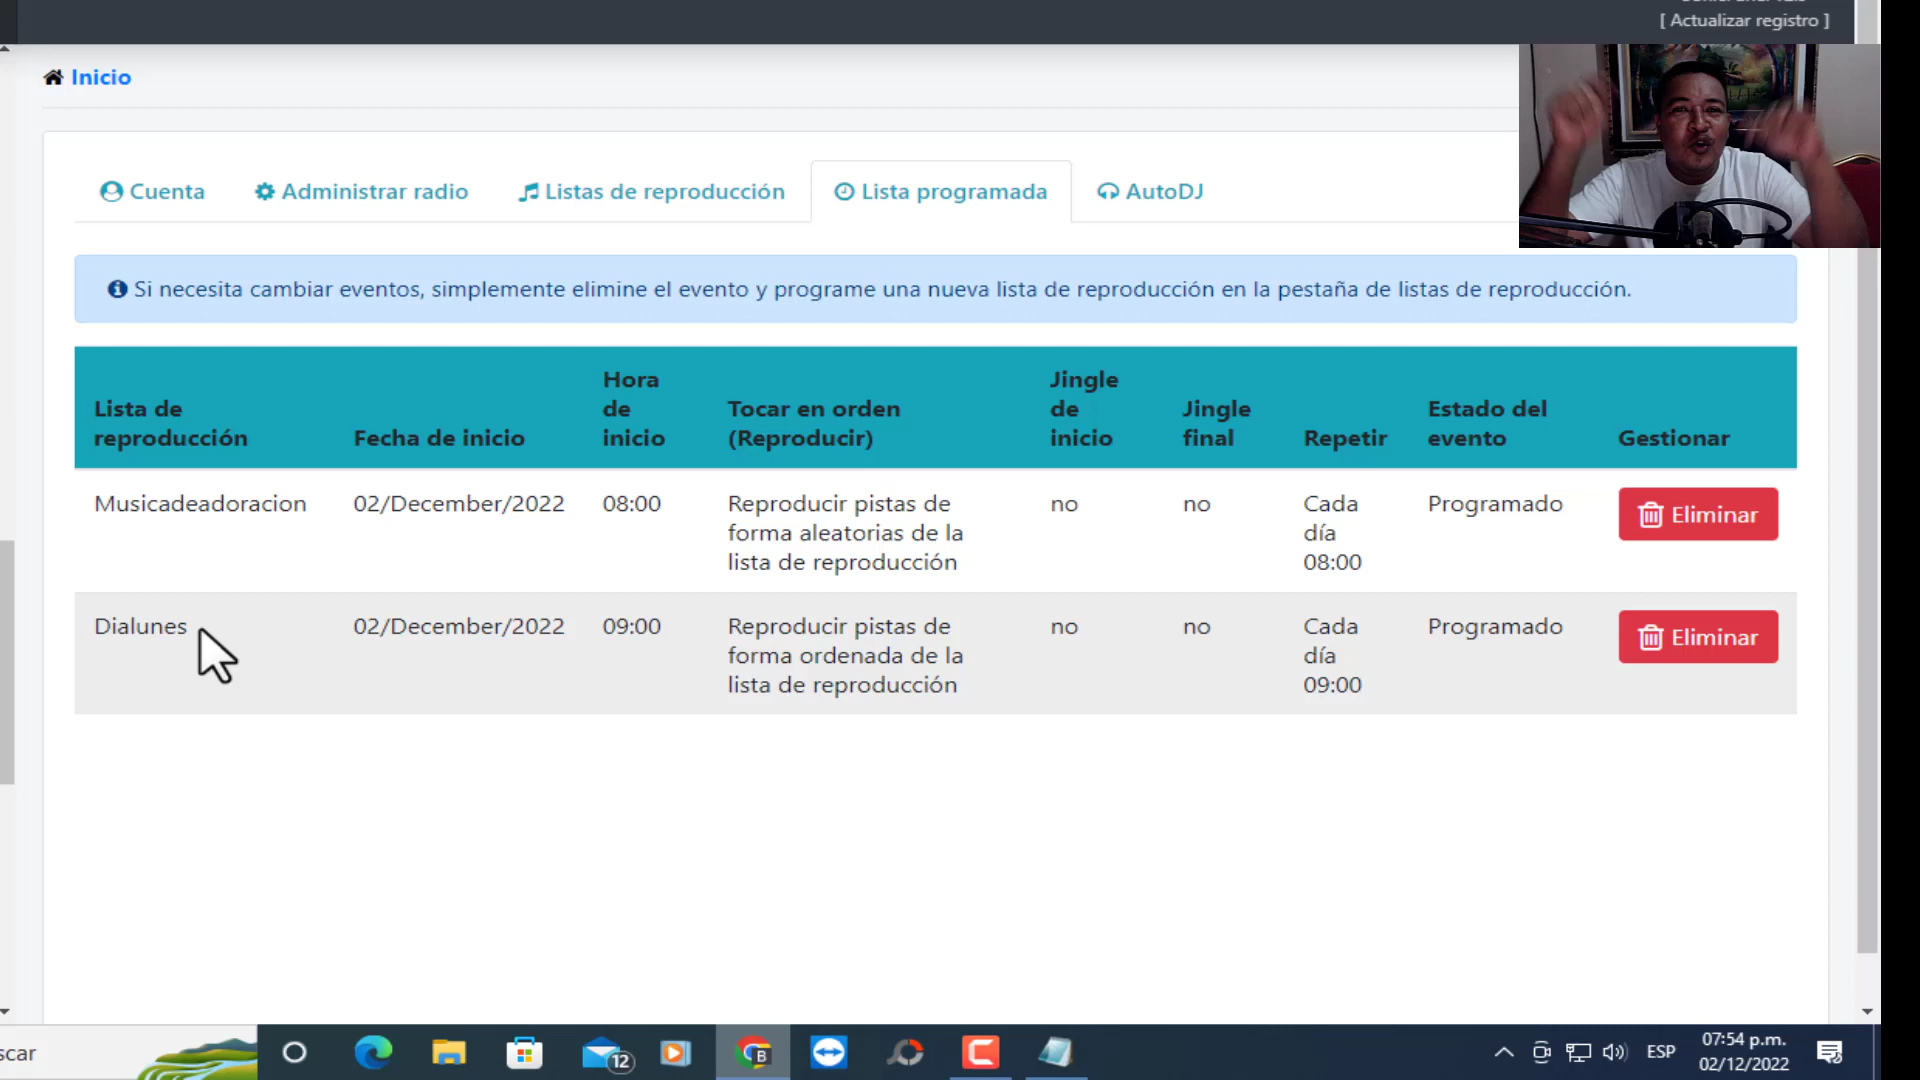 [ Actualizar registro ]
Inicio
Cuenta
Administrar radio
Listas de reproducción
Lista programada
AutoDJ
Si necesita cambiar eventos, simplemente elimine el evento y programe una nueva lista de reproducción en la pestaña de listas de reproducción.
Lista de
reproducción
Fecha de inicio
Hora
de
inicio
Tocar en orden
(Reproducir)
Jingle
de
inicio
Jingle
final
Repetir
Estado del
evento
Gestionar
Musicadeadoracion
02/December/2022
08:00
Reproducir pistas de
forma aleatorias de la
lista de reproducción
no
no
Cada
día
08:00
Programado
Eliminar
Dialunes
02/December/2022
09:00
Reproducir pistas de
forma ordenada de la
lista de reproducción
no
no
Cada
día
09:00
Programado
Eliminar
scar
12
B
ESP
07:54 p.m.
02/12/2022